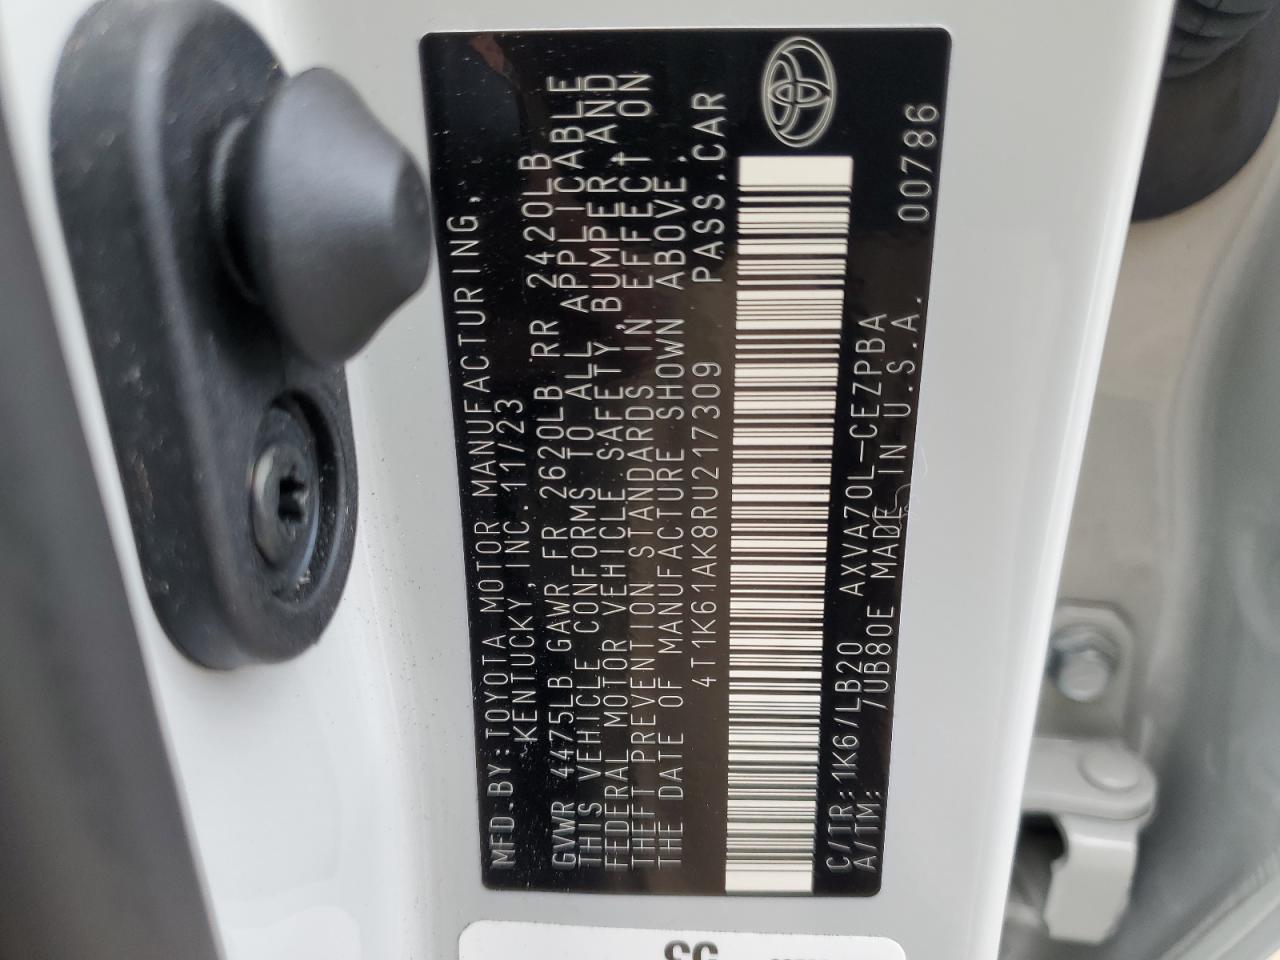 MFD.BY:TOYOTA MOTOR MANUFACTURING,
KENTUCKY,INC.11/23
GVWR 4475LB GAWR FR 2620LB RR 2420LB
THIS VEHICLE CONFORMS TO ALL APPLICABLE
FEDERAL MOTOR VEHICLE SAFETY,BUMPER,AND
THEFT PREVENTION STANDARDS IN EFFECT ON
THE DATE OF MANUFACTURE SHOWN ABOVE.
4T1K61AK8RU217309 PASS.CAR
C/TR:1K6/LB20 AXVA70L-CEZPBA
A/TM: /UB80E MADE IN U.S.A. 00786